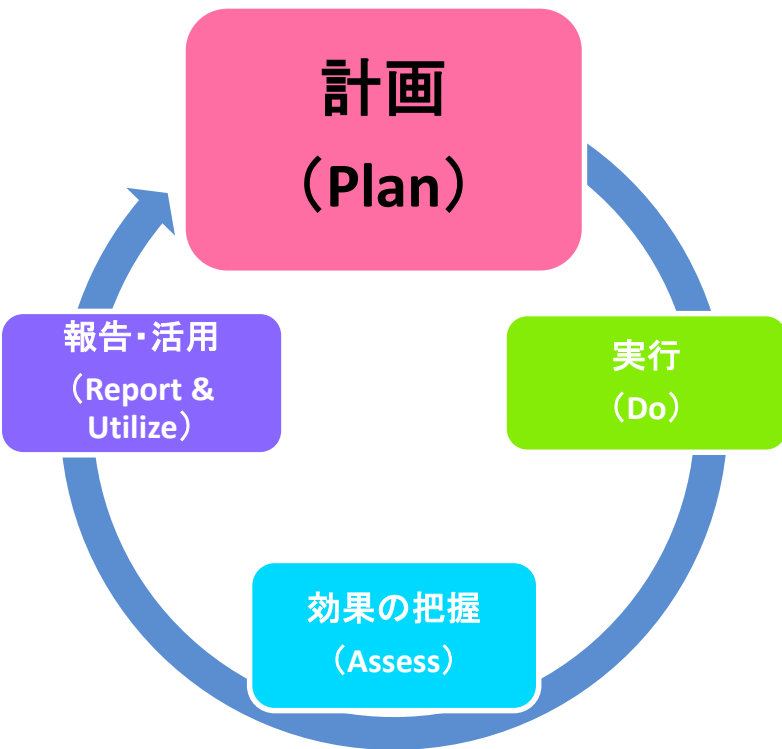 計画
（Plan）
実行
（Do）
効果の把握
（Assess）
報告・活用
（Report &
Utilize）